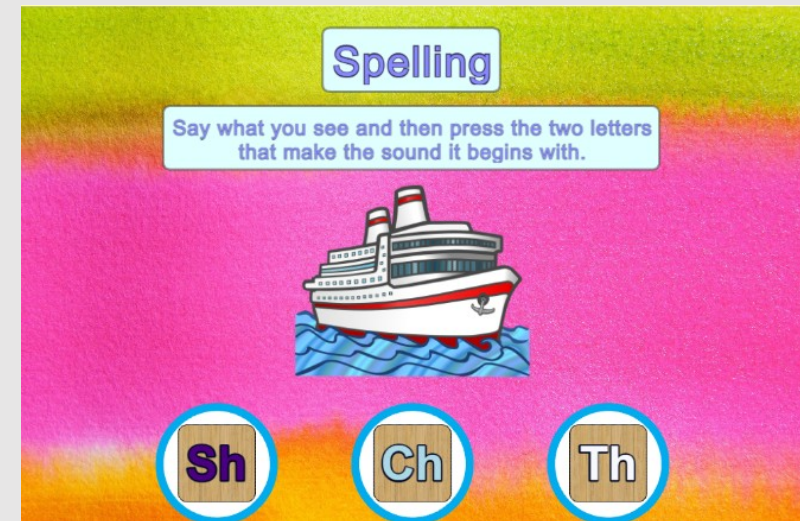 Spelling
Say what you see and then press the two letters
that make the sound it begins with.
Sh Ch Th